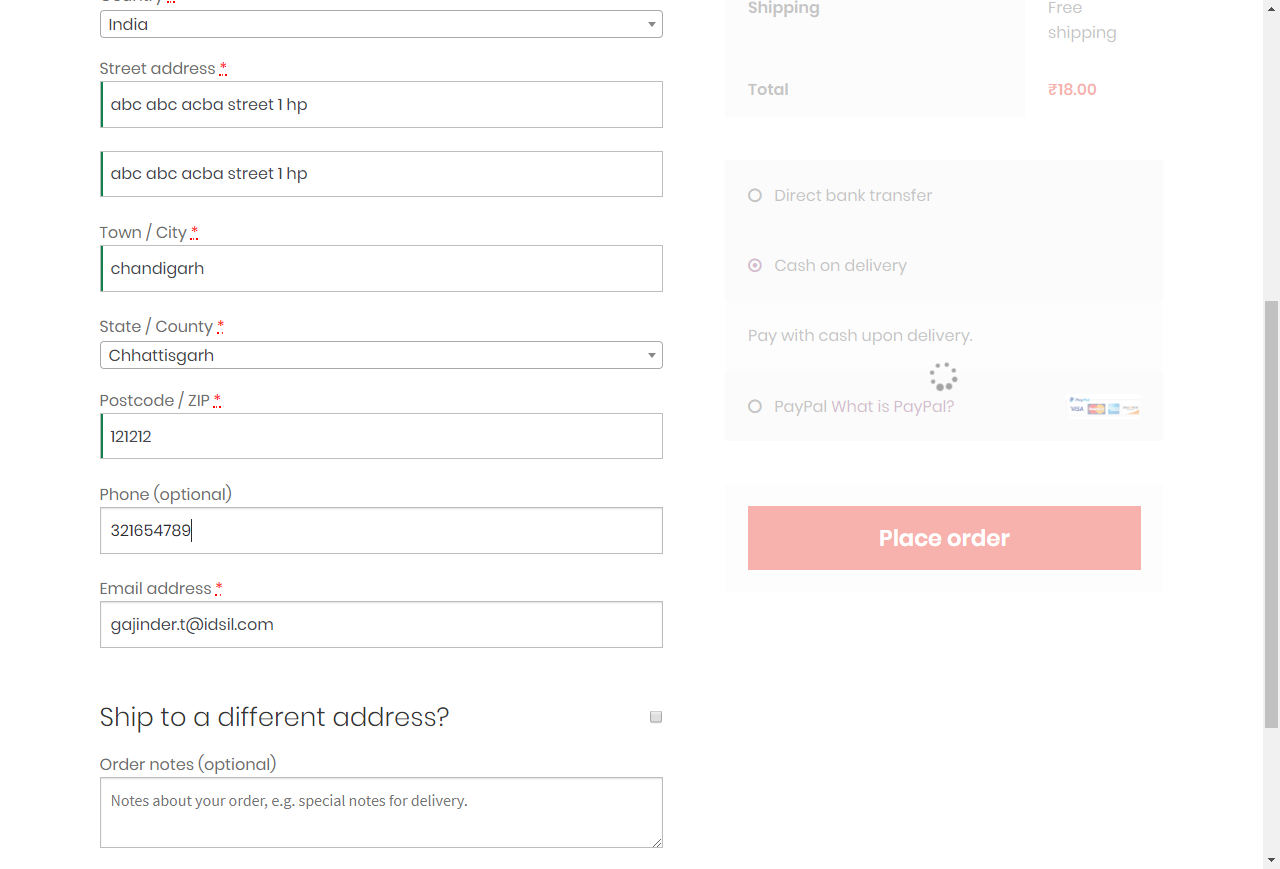 Country *
India
Street address *
abc abc acba street 1 hp
abc abc acba street 1 hp
Town / City *
chandigarh
State / County *
Chhattisgarh
Postcode / ZIP *
121212
Phone (optional)
321654789
Email address *
gajinder.t@idsil.com
Ship to a different address?
Order notes (optional)
Notes about your order, e.g. special notes for delivery.
Shipping
Free
shipping
Total
₹18.00
Direct bank transfer
Cash on delivery
Pay with cash upon delivery.
PayPal What is PayPal?
PayPal
VISA
Place order